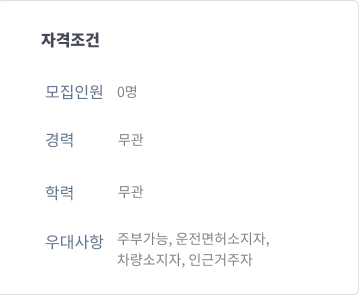 자격조건
모집인원 0명
경력 무관
학력 무관
우대사항 주부가능, 운전면허소지자,
차량소지자, 인근거주자